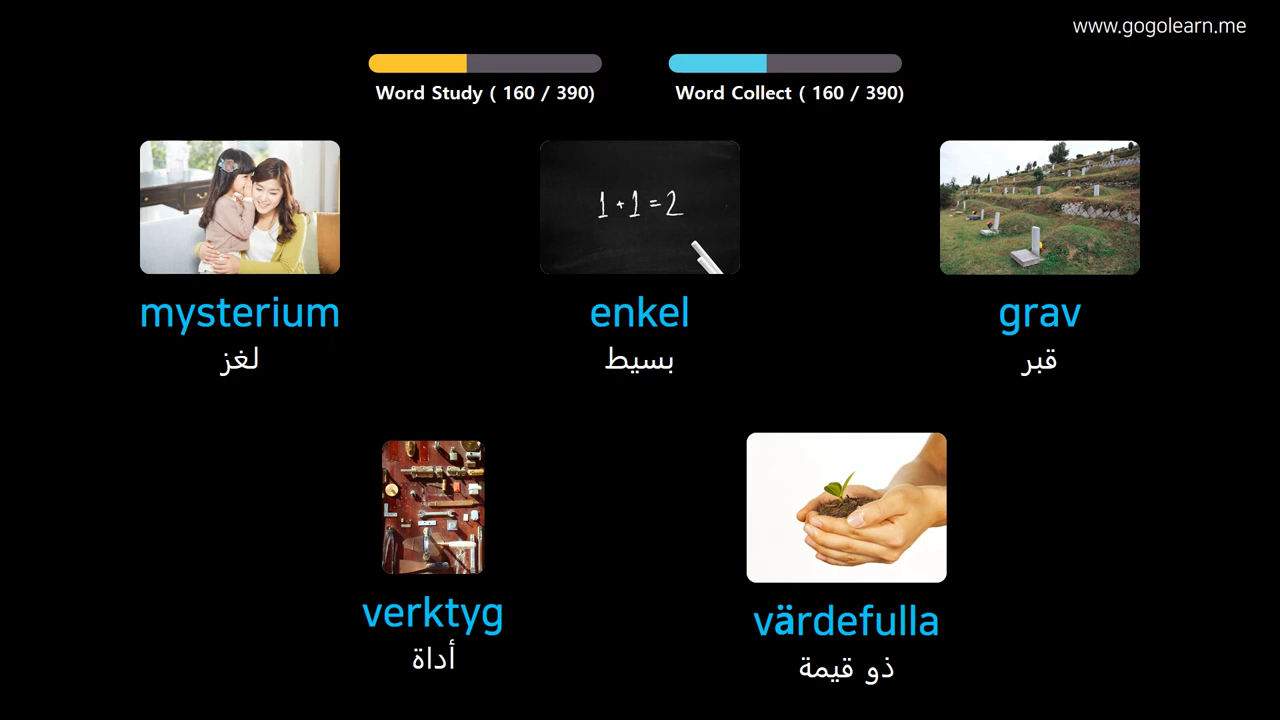 www.gogolearn.me
Word Study ( 160 / 390)
Word Collect ( 160 / 390)
1+1=2
mysterium
لغز
enkel
بسيط
grav
قبر
verktyg
أداة
värdefulla
ذو قيمة